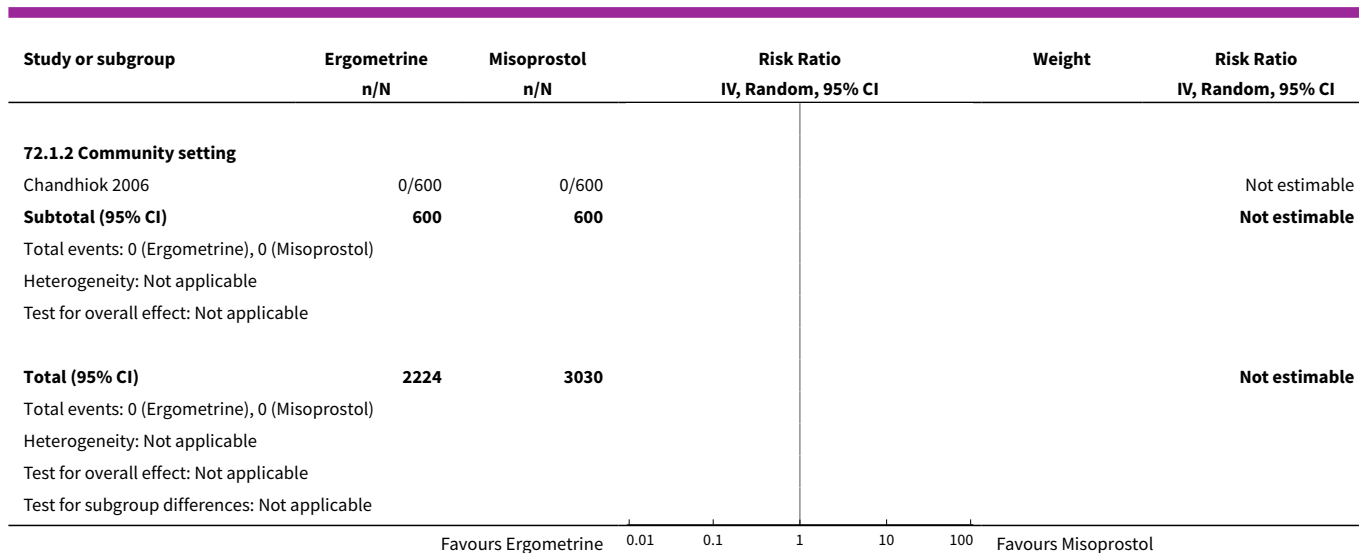 Study or subgroup Ergometrine Misoprostol Risk Ratio Weight Risk Ratio
n/N n/N IV, Random, 95% CI IV, Random, 95% CI
72.1.2 Community setting
Chandhiok 2006 0/600 0/600 Not estimable
Subtotal (95% CI) 600 600 Not estimable
Total events: 0 (Ergometrine), 0 (Misoprostol)
Heterogeneity: Not applicable
Test for overall effect: Not applicable
Total (95% CI) 2224 3030 Not estimable
Total events: 0 (Ergometrine), 0 (Misoprostol)
Heterogeneity: Not applicable
Test for overall effect: Not applicable
Test for subgroup differences: Not applicable
Favours Ergometrine 0.01 0.1 1 10 100 Favours Misoprostol